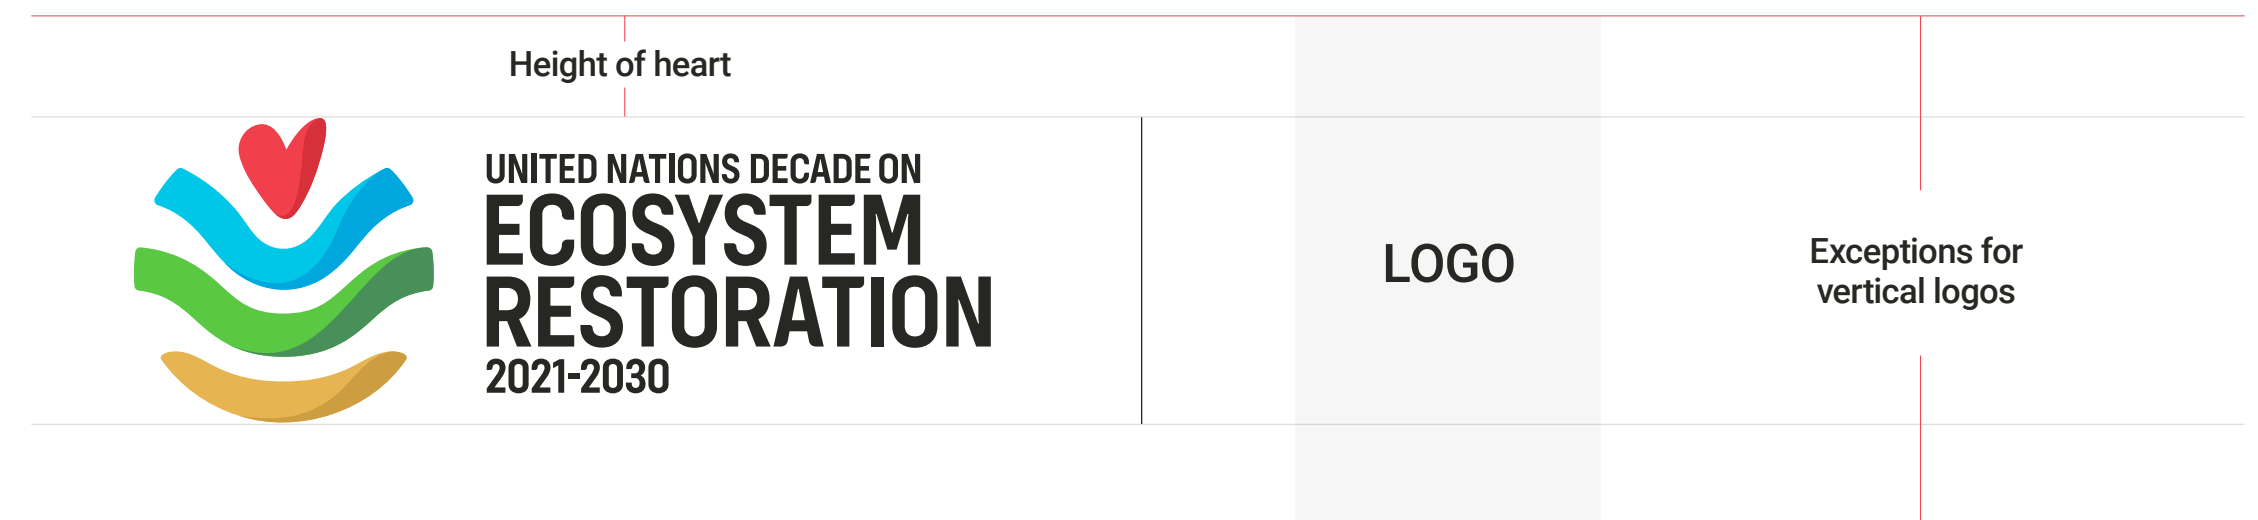 Height of heart
UNITED NATIONS DECADE ON
ECOSYSTEM
RESTORATION
2021-2030
LOGO
Exceptions for
vertical logos